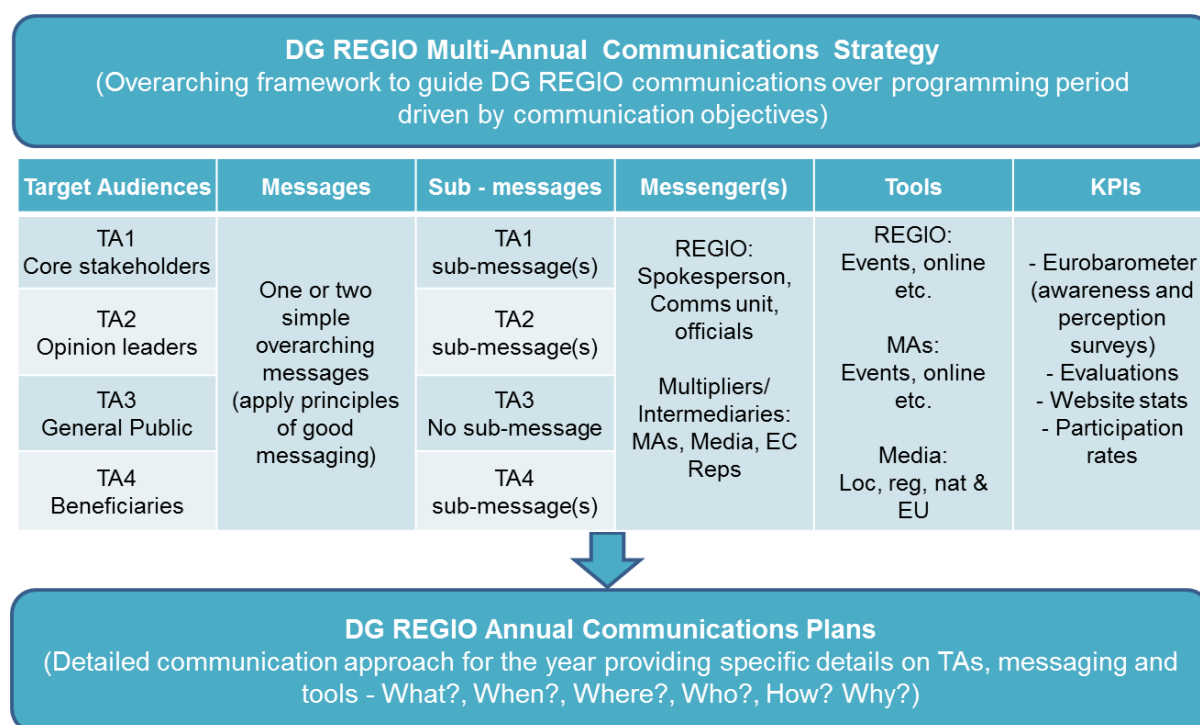 DG REGIO Multi-Annual Communications Strategy
(Overarching framework to guide DG REGIO communications over programming period
driven by communication objectives)
Target Audiences
Messages
Sub - messages
Messenger(s)
Tools
KPIs
TA1
Core stakeholders
TA2
Opinion leaders
TA3
General Public
TA4
Beneficiaries
One or two
simple
overarching
messages
(apply principles
of good
messaging)
TA1
sub-message(s)
TA2
sub-message(s)
TA3
No sub-message
TA4
sub-message(s)
REGIO:
Spokesperson,
Comms unit,
officials
Multipliers/
Intermediaries:
MAs, Media, EC
Reps
REGIO:
Events, online
etc.
MAs:
Events, online
etc.
Media:
Loc, reg, nat &
EU
- Eurobarometer
(awareness and
perception
surveys)
- Evaluations
- Website stats
- Participation
rates
DG REGIO Annual Communications Plans
(Detailed communication approach for the year providing specific details on TAs, messaging and
tools - What?, When?, Where?, Who?, How? Why?)